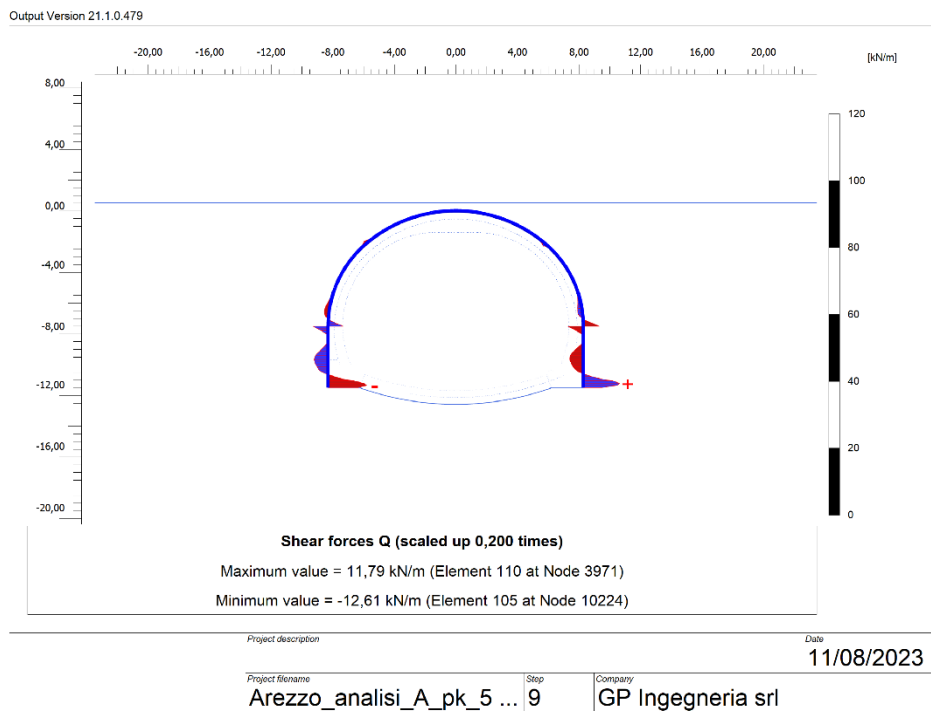 Output Version 21.1.0.479
-20,00 -16,00 -12,00 -8,00 -4,00 0,00 4,00 8,00 12,00 16,00 20,00
[kN/m]
8,00
4,00
0,00
-4,00
-8,00
-12,00
-16,00
-20,00
120
100
80
60
40
20
0
Shear forces Q (scaled up 0,200 times)
Maximum value = 11,79 kN/m (Element 110 at Node 3971)
Minimum value = -12,61 kN/m (Element 105 at Node 10224)
Project description
Date
11/08/2023
Project filename
Step
Company
Arezzo_analisi_A_pk_5 ... 9 GP Ingegneria srl